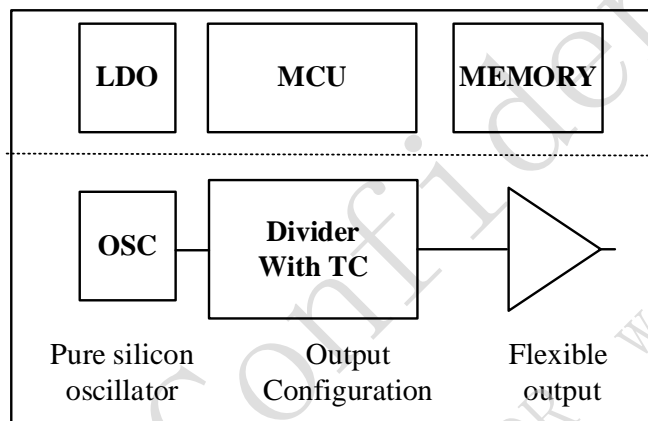 LDO
MCU
MEMORY
OSC
Divider
With TC
Pure silicon
oscillator
Output
Configuration
Flexible
output